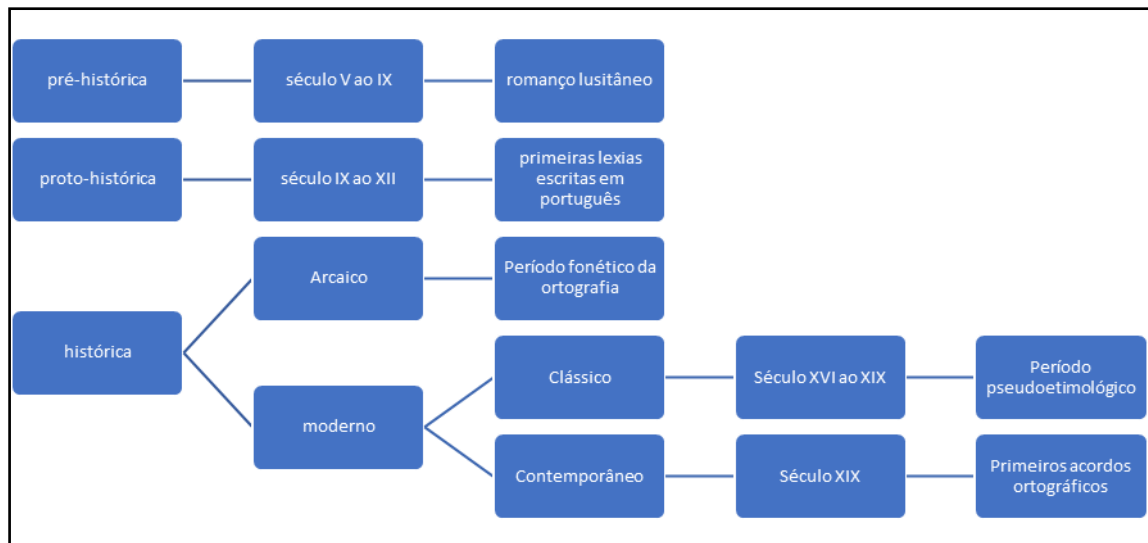 pré-histórica
século V ao IX
romanço lusitâneo
proto-histórica
século IX ao XII
primeiras lexias
escritas em
português
histórica
Arcaico
Período fonético da
ortografia
moderno
Clássico
Século XVI ao XIX
Período
pseudoetimológico
Contemporâneo
Século XIX
Primeiros acordos
ortográficos